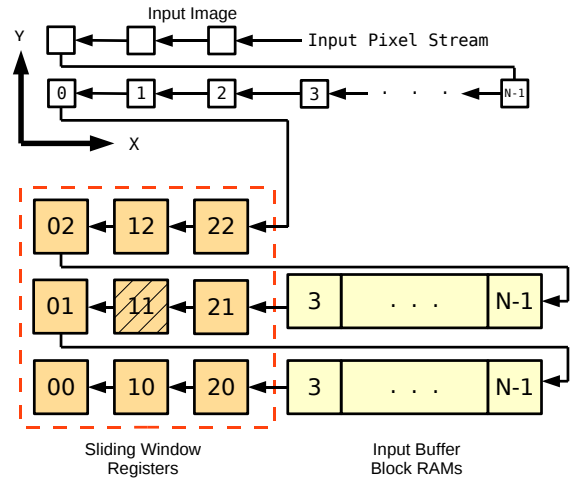 Input Image
Y
Input Pixel Stream
0 1 2 3 · · · N-1
X
02 12 22
01 11 21 3 . . . N-1
00 10 20 3 . . . N-1
Sliding Window
Registers
Input Buffer
Block RAMs